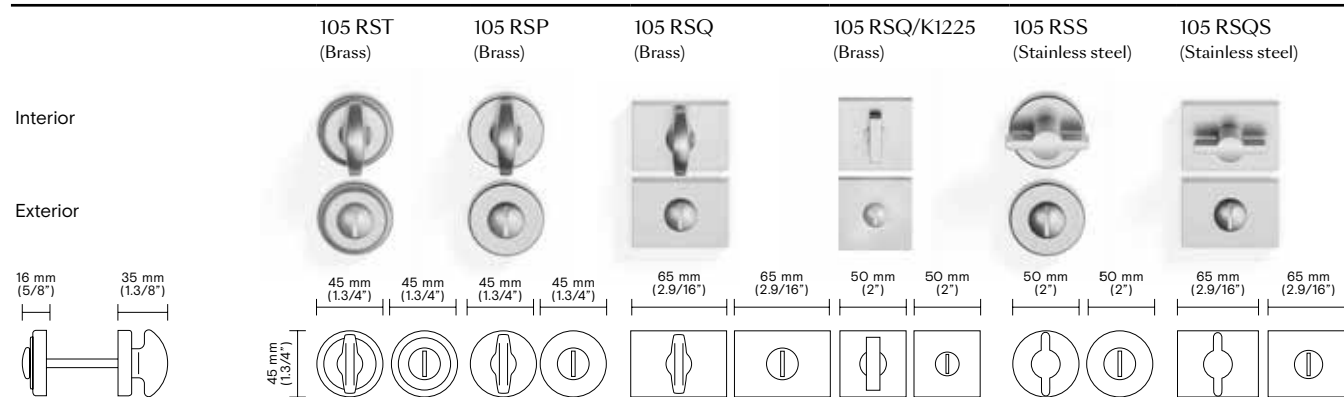 105 RST
(Brass)
105 RSP
(Brass)
105 RSQ
(Brass)
105 RSQ/K1225
(Brass)
105 RSS
(Stainless steel)
105 RSQS
(Stainless steel)
Interior
Exterior
16 mm
(5/8")
35 mm
(1.3/8")
45 mm
(1.3/4")
45 mm
(1.3/4")
45 mm
(1.3/4")
45 mm
(1.3/4")
65 mm
(2.9/16")
65 mm
(2.9/16")
50 mm
(2")
50 mm
(2")
50 mm
(2")
50 mm
(2")
65 mm
(2.9/16")
65 mm
(2.9/16")
45 mm
(1.3/4")